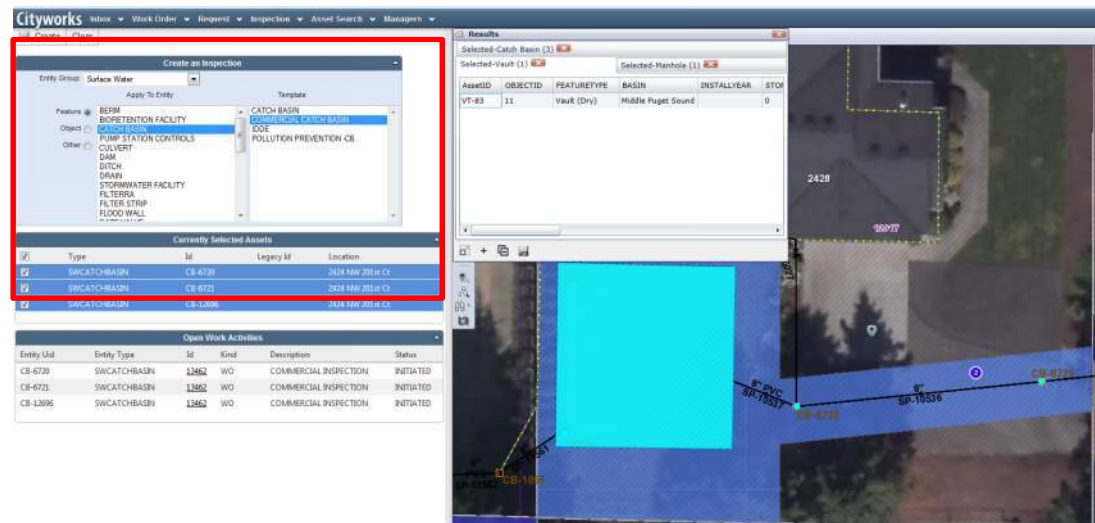 Cityworks Inbox Work Order Request Inspection Asset Search Managers
Create Clear
Create an Inspection
Entity Group: Surface Water
Apply To Entity Template
Feature
Object
Other
BERM
BIORETENTION FACILITY
CATCH BASIN
PUMP STATION CONTROLS
CULVERT
DAM
DITCH
DRAIN
STORMWATER FACILITY
FILTERRA
FILTER STRIP
FLOOD WALL
CATCH BASIN
COMMERCIAL CATCH BASIN
IDDE
POLLUTION PREVENTION -CB
Currently Selected Assets
Type Id Legacy Id Location
SWCATCHBASIN CB-6720 2424 NW 201st Ct
SWCATCHBASIN CB-6721 2424 NW 201st Ct
SWCATCHBASIN CB-12696 2424 NW 201st Ct
Open Work Activities
Entity Uid Entity Type Id Kind Description Status
CB-6720 SWCATCHBASIN 13462 WO COMMERCIAL INSPECTION INITIATED
CB-6721 SWCATCHBASIN 13462 WO COMMERCIAL INSPECTION INITIATED
CB-12696 SWCATCHBASIN 13462 WO COMMERCIAL INSPECTION INITIATED
Results
Selected-Catch Basin (3)
Selected-Vault (1) Selected-Manhole (1)
AssetID OBJECTID FEATURETYPE BASIN INSTALLYEAR STOR
VT-83 11 Vault (Dry) Middle Puget Sound 0
2428
2
8" PVC
SP-10537
8"
SP-10536
CB-6720
CB-6721